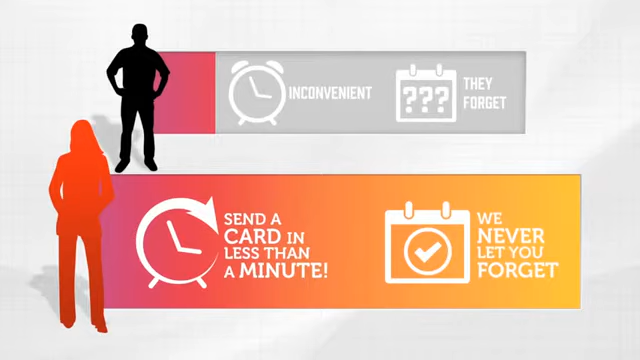 INCONVENIENT
???
THEY
FORGET
SEND A
CARD IN
LESS THAN
A MINUTE!
WE
NEVER
LET YOU
FORGET